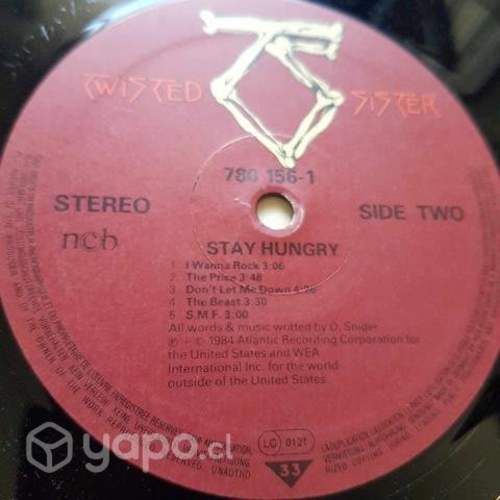 TWISTED SISTER
780 156-1
STEREO
SIDE TWO
ncb
STAY HUNGRY
1. I Wanna Rock 3:06
2. The Price 3:48
3. Don't Let Me Down 4:26
4. The Beast 3:30
5. S.M.F. 3:00
All words & music writted by D. Snider
℗ – © 1984 Atlantic Recording Corporation for
the United States and WEA
International Inc. for the world
outside of the United States.
LC 0121
33
yapo.cl